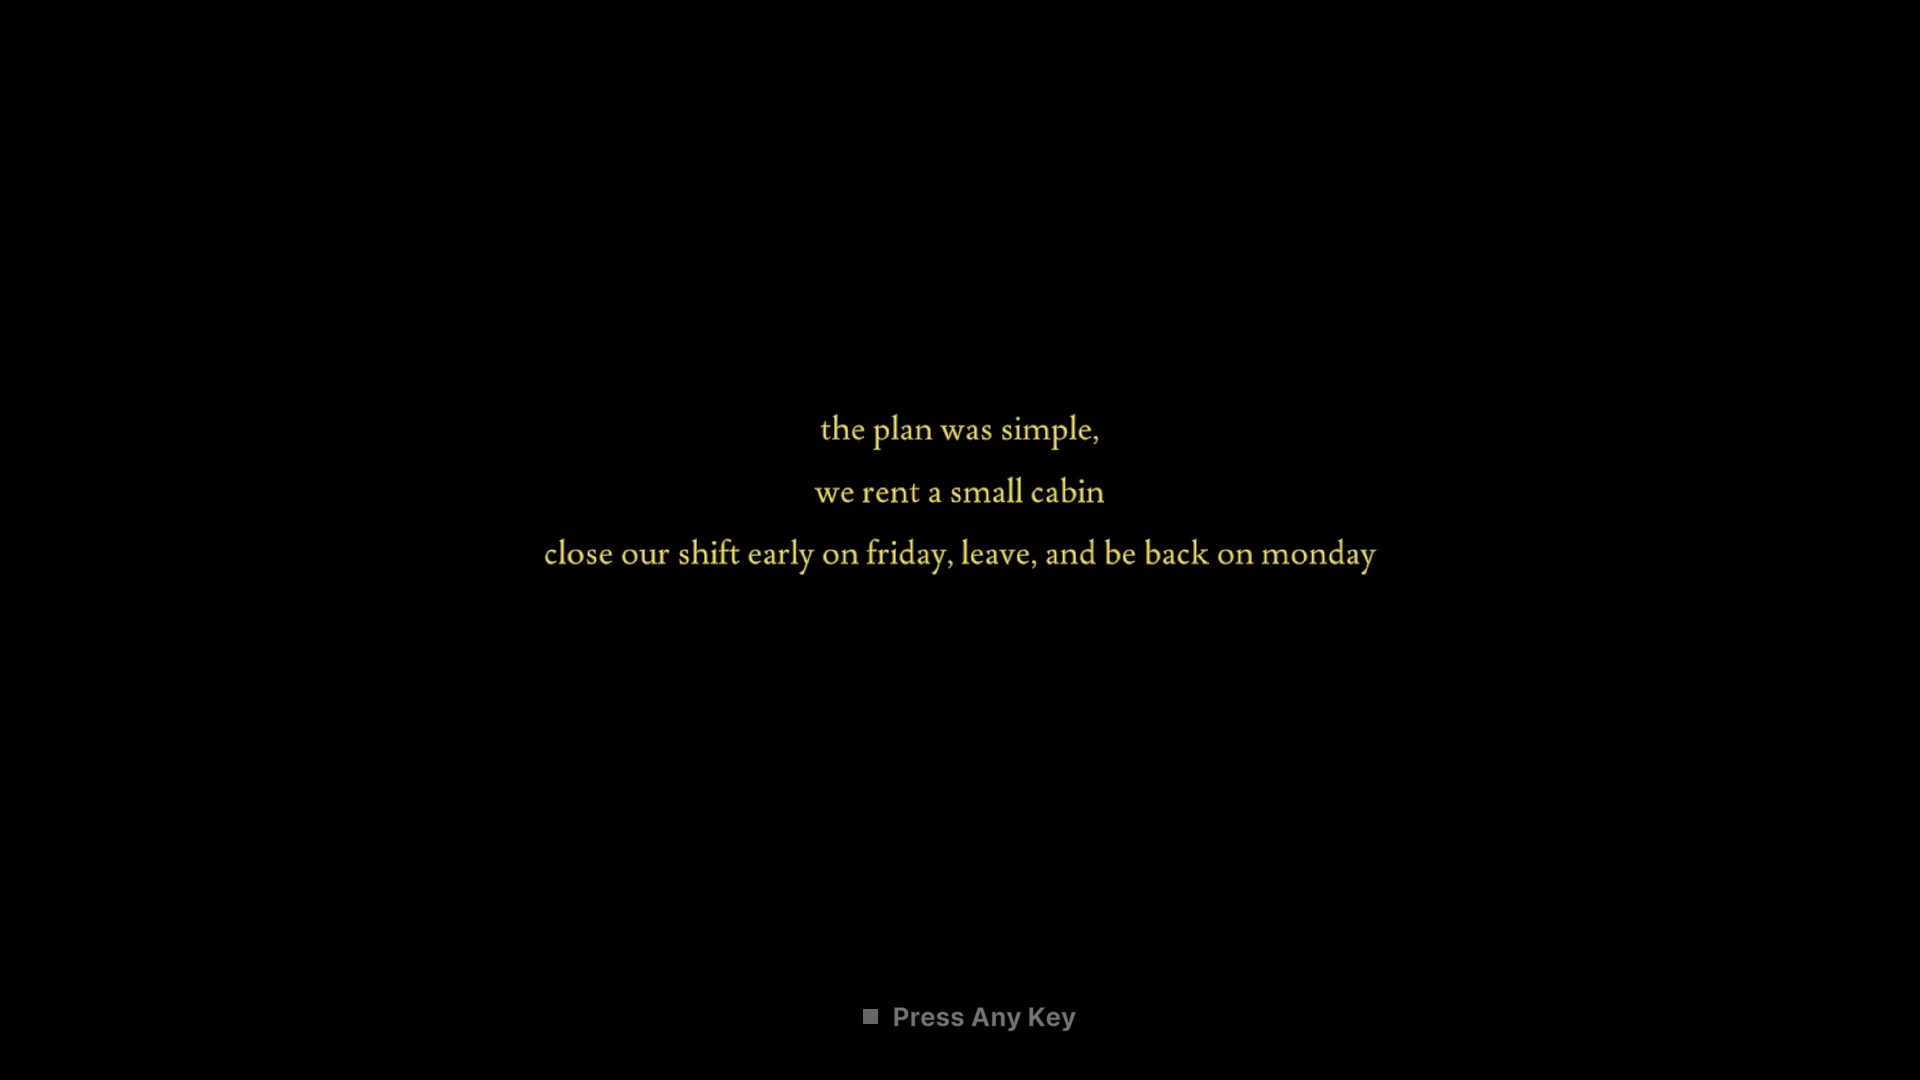 the plan was simple,
we rent a small cabin
close our shift early on friday, leave, and be back on monday
Press Any Key